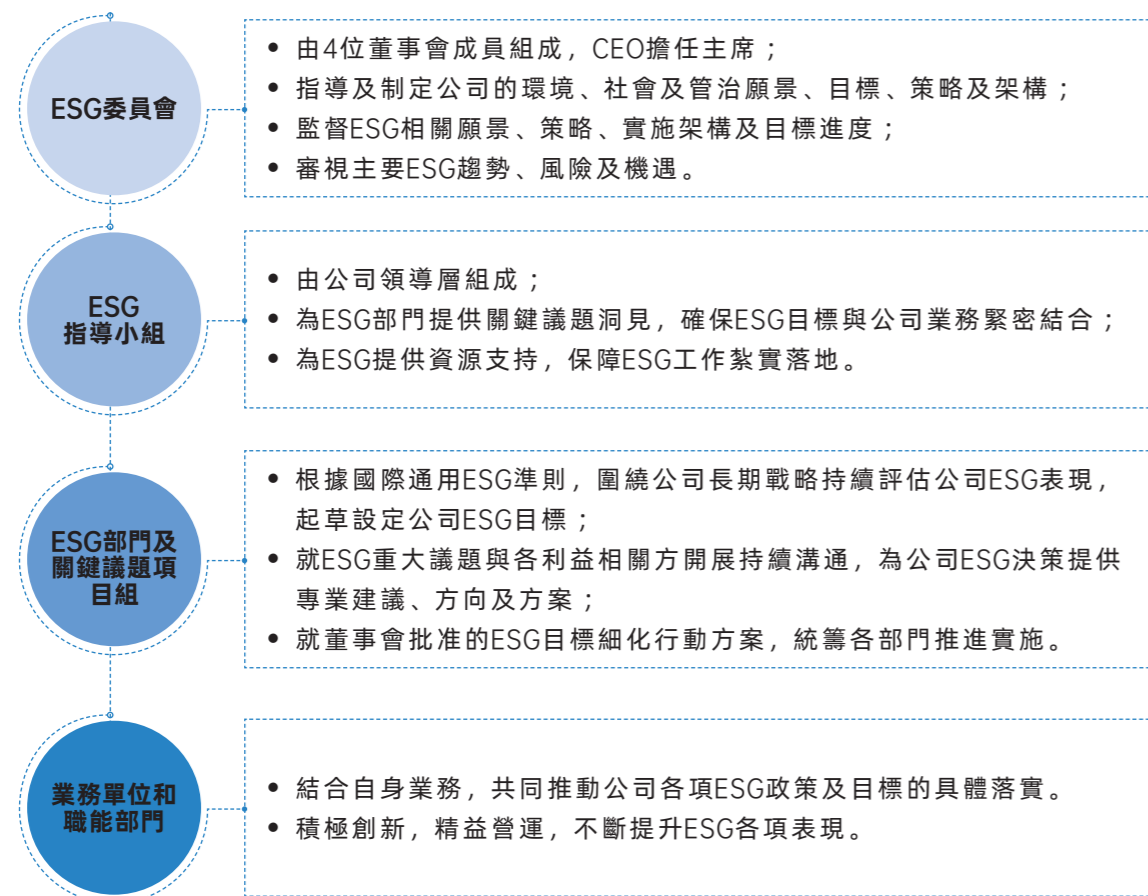 ESG委員會
• 由4位董事會成員組成，CEO擔任主席；
• 指導及制定公司的環境、社會及管治願景、目標、策略及架構；
• 監督ESG相關願景、策略、實施架構及目標進度；
• 審視主要ESG趨勢、風險及機遇。
ESG
指導小組
• 由公司領導層組成；
• 為ESG部門提供關鍵議題洞見，確保ESG目標與公司業務緊密結合；
• 為ESG提供資源支持，保障ESG工作紮實落地。
ESG部門及
關鍵議題項
目組
• 根據國際通用ESG準則，圍繞公司長期戰略持續評估公司ESG表現，
起草設定公司ESG目標；
• 就ESG重大議題與各利益相關方開展持續溝通，為公司ESG決策提供
專業建議、方向及方案；
• 就董事會批准的ESG目標細化行動方案，統籌各部門推進實施。
業務單位和
職能部門
• 結合自身業務，共同推動公司各項ESG政策及目標的具體落實。
• 積極創新，精益營運，不斷提升ESG各項表現。